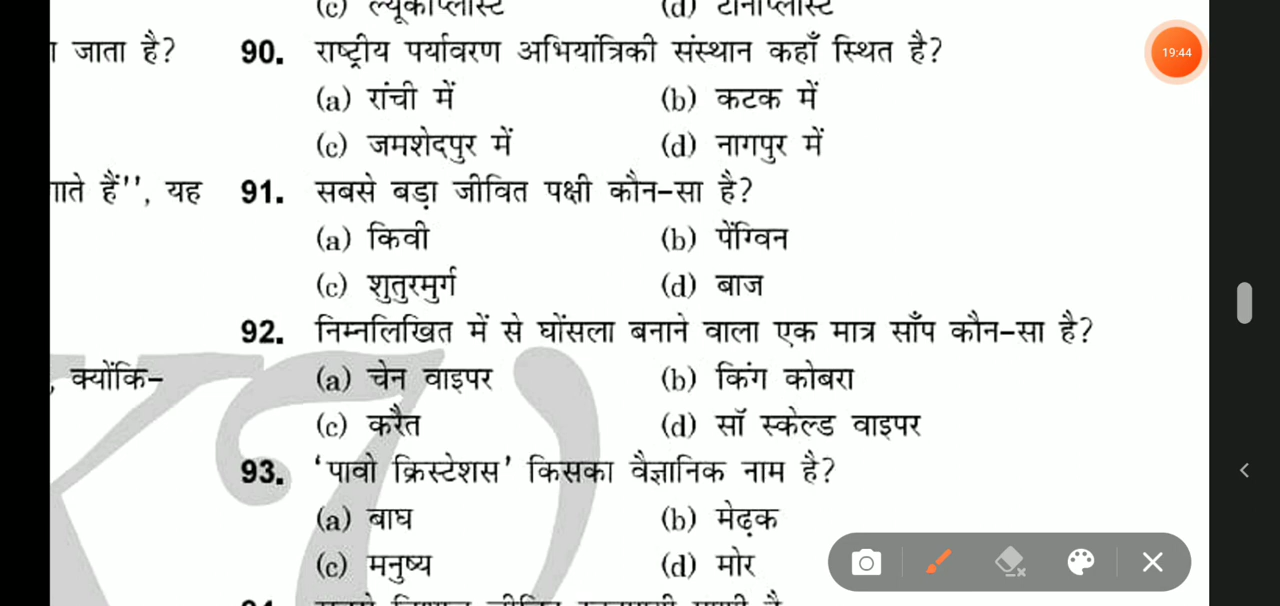 (c) ल्यूकोप्लास्ट (d) टोनोप्लास्ट
जाता है?
90. राष्ट्रीय पर्यावरण अभियांत्रिकी संस्थान कहाँ स्थित है?
(a) रांची में (b) कटक में
(c) जमशेदपुर में (d) नागपुर में
गाते हैं'', यह
91. सबसे बड़ा जीवित पक्षी कौन-सा है?
(a) किवी (b) पेंग्विन
(c) शुतुरमुर्ग (d) बाज
92. निम्नलिखित में से घोंसला बनाने वाला एक मात्र साँप कौन-सा है?
, क्योंकि-
(a) चेन वाइपर (b) किंग कोबरा
(c) करैत (d) सॉ स्केल्ड वाइपर
93. 'पावो क्रिस्टेशस' किसका वैज्ञानिक नाम है?
(a) बाघ (b) मेढ़क
(c) मनुष्य (d) मोर
19:44